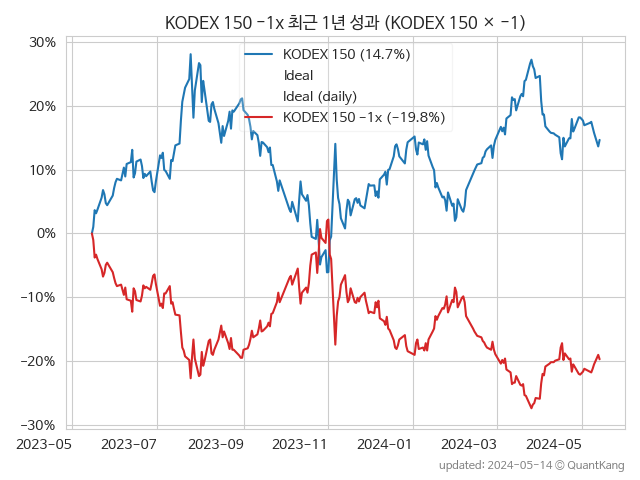 KODEX 150 -1x 최근 1년 성과 (KODEX 150 × -1)
30%
20%
10%
0%
-10%
-20%
-30%
KODEX 150 (14.7%)
Ideal
Ideal (daily)
KODEX 150 -1x (-19.8%)
2023-05
2023-07
2023-09
2023-11
2024-01
2024-03
2024-05
updated: 2024-05-14 © QuantKang